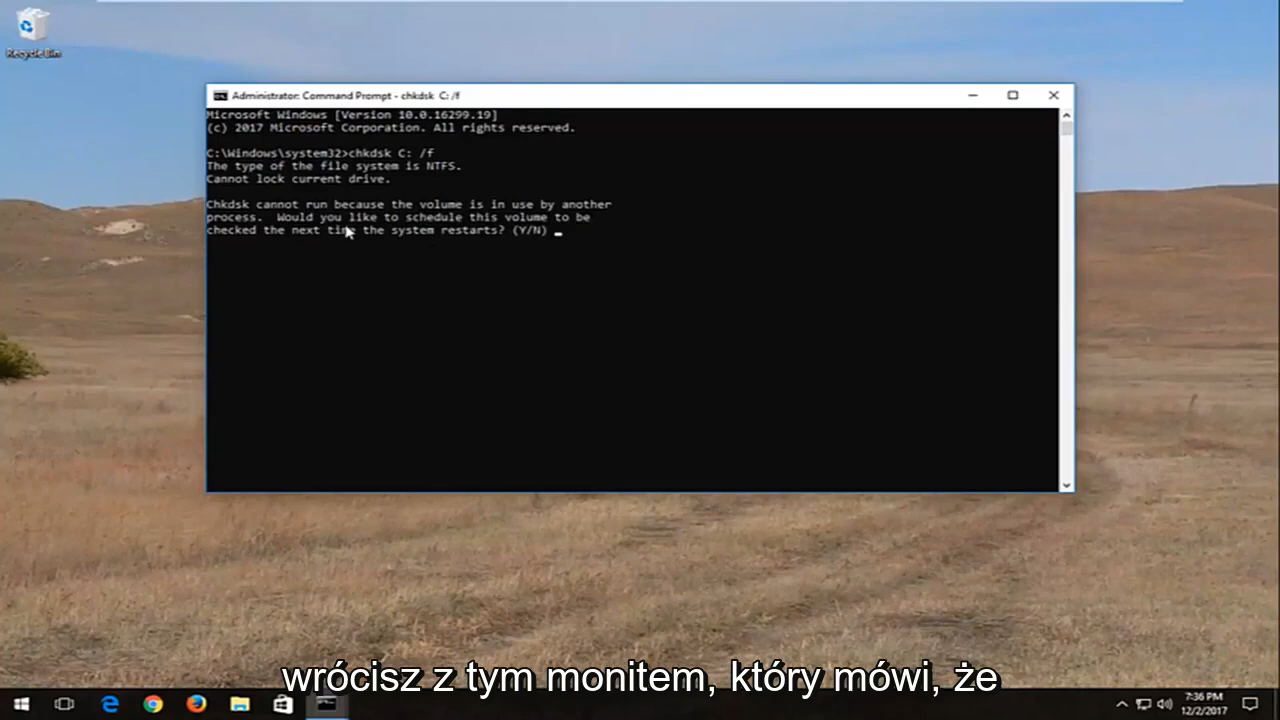 Recycle Bin
Administrator: Command Prompt - chkdsk C: /f
Microsoft Windows [Version 10.0.16299.19]
(c) 2017 Microsoft Corporation. All rights reserved.
C:\Windows\system32>chkdsk C: /f
The type of the file system is NTFS.
Cannot lock current drive.
Chkdsk cannot run because the volume is in use by another
process. Would you like to schedule this volume to be
checked the next time the system restarts? (Y/N)
wrócisz z tym monitem, który mówi, że
7:36 PM
12/2/2017